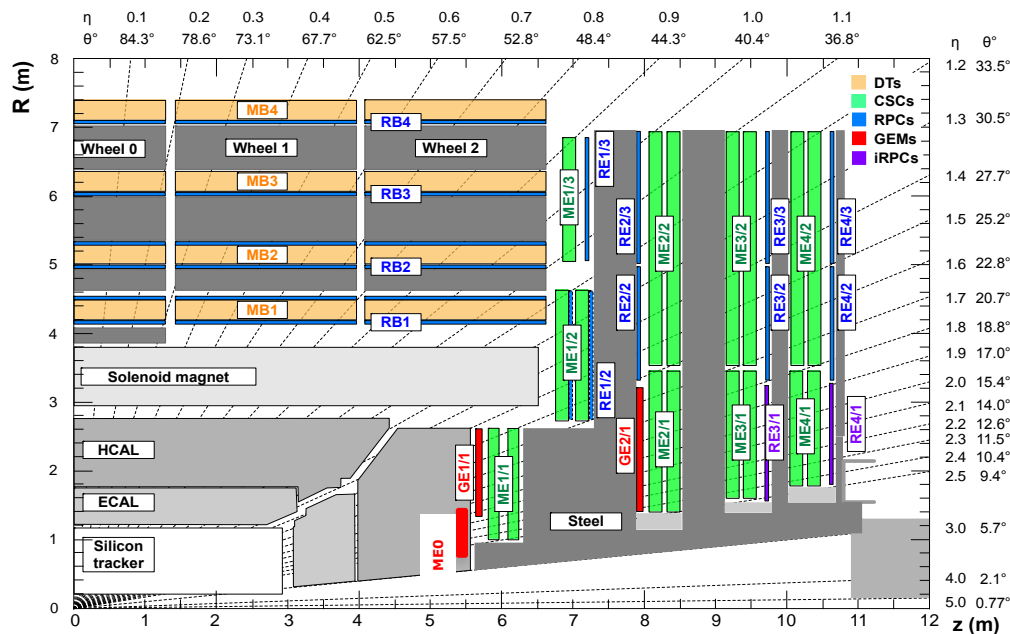 η 0.1 0.2 0.3 0.4 0.5 0.6 0.7 0.8 0.9 1.0 1.1
θ° 84.3° 78.6° 73.1° 67.7° 62.5° 57.5° 52.8° 48.4° 44.3° 40.4° 36.8°
η θ°
R (m)
8
7
6
5
4
3
2
1
0
1.2 33.5°
1.3 30.5°
1.4 27.7°
1.5 25.2°
1.6 22.8°
1.7 20.7°
1.8 18.8°
1.9 17.0°
2.0 15.4°
2.1 14.0°
2.2 12.6°
2.3 11.5°
2.4 10.4°
2.5 9.4°
3.0 5.7°
4.0 2.1°
5.0 0.77°
DTs
CSCs
RPCs
GEMs
iRPCs
MB4
RB4
Wheel 0
Wheel 1
Wheel 2
MB3
RB3
MB2
RB2
MB1
RB1
Solenoid magnet
HCAL
ECAL
Silicon
tracker
Steel
ME0
GE1/1
ME1/1
ME1/2
ME1/3
RE1/3
RE1/2
RE2/3
RE2/2
GE2/1
ME2/2
ME2/1
ME3/2
ME3/1
RE3/3
RE3/2
RE3/1
ME4/2
ME4/1
RE4/3
RE4/2
RE4/1
0 1 2 3 4 5 6 7 8 9 10 11 12
z (m)